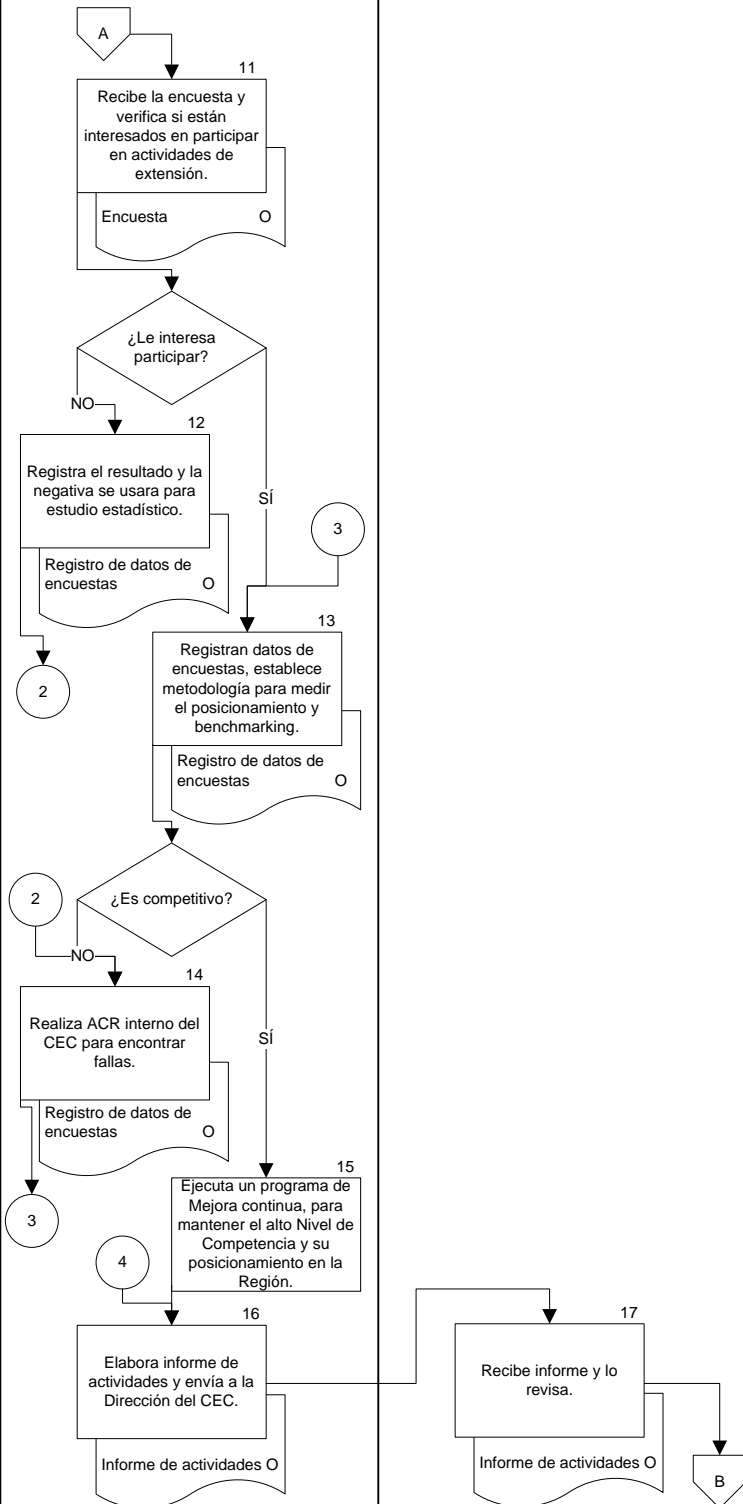 A
11
Recibe la encuesta y
verifica si están
interesados en participar
en actividades de
extensión.
Encuesta O
¿Le interesa
participar?
NO
12
Registra el resultado y la
negativa se usara para
estudio estadístico.
SÍ
3
Registro de datos de
encuestas O
13
Registran datos de
encuestas, establece
metodología para medir
el posicionamiento y
benchmarking.
2
Registro de datos de
encuestas O
¿Es competitivo?
2
NO
14
Realiza ACR interno del
CEC para encontrar
fallas.
SÍ
Registro de datos de
encuestas O
15
Ejecuta un programa de
Mejora continua, para
mantener el alto Nivel de
Competencia y su
posicionamiento en la
Región.
3
4
16
Elabora informe de
actividades y envía a la
Dirección del CEC.
Informe de actividades O
17
Recibe informe y lo
revisa.
Informe de actividades O
B